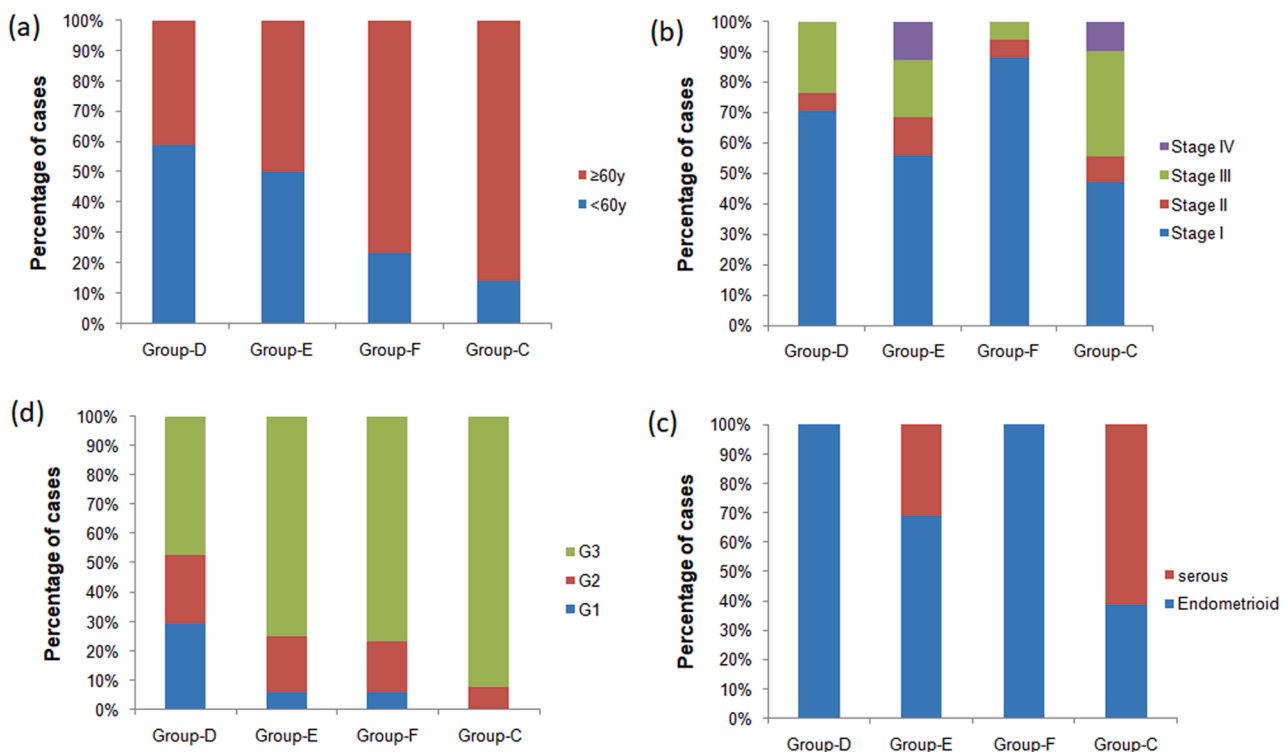 (a)
Percentage of cases
100%
90%
80%
70%
60%
50%
40%
30%
20%
10%
0%
Group-D Group-E Group-F Group-C
≥60y
<60y
(b)
Percentage of cases
100%
90%
80%
70%
60%
50%
40%
30%
20%
10%
0%
Group-D Group-E Group-F Group-C
Stage IV
Stage III
Stage II
Stage I
(d)
Percentage of cases
100%
90%
80%
70%
60%
50%
40%
30%
20%
10%
0%
Group-D Group-E Group-F Group-C
G3
G2
G1
(c)
Percentage of cases
100%
90%
80%
70%
60%
50%
40%
30%
20%
10%
0%
Group-D Group-E Group-F Group-C
serous
Endometrioid